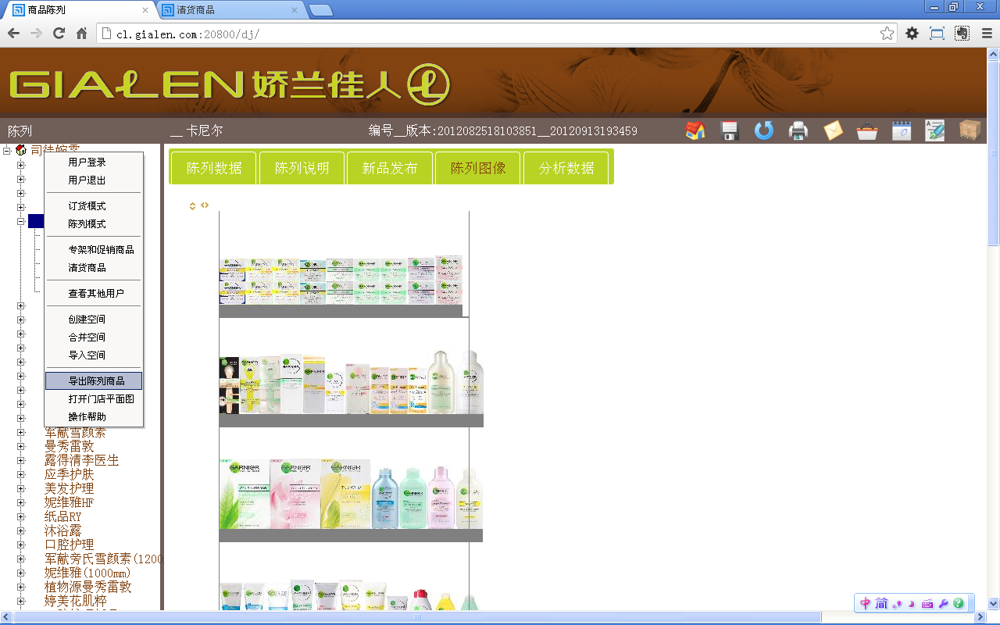 商品陈列
清货商品
cl.gialen.com:20800/dj/
GIALEN 娇兰佳人
陈列
__ 卡尼尔
编号__版本:2012082518103851__20120913193459
用户登录
用户退出
订货模式
陈列模式
专架和促销商品
清货商品
查看其他用户
创建空间
合并空间
导入空间
导出陈列商品
打开门店平面图
操作帮助
军献雪颜素
曼秀雷敦
露得清李医生
应季护肤
美发护理
妮维雅HF
纸品RY
沐浴露
口腔护理
军献旁氏雪颜素(1200
妮维雅(1000mm)
植物源曼秀雷敦
婷美花肌粹
陈列数据
陈列说明
新品发布
陈列图像
分析数据
GARNIER
GARNIER
GARNIER
Aqua Defense
Aqua Defense
中 简